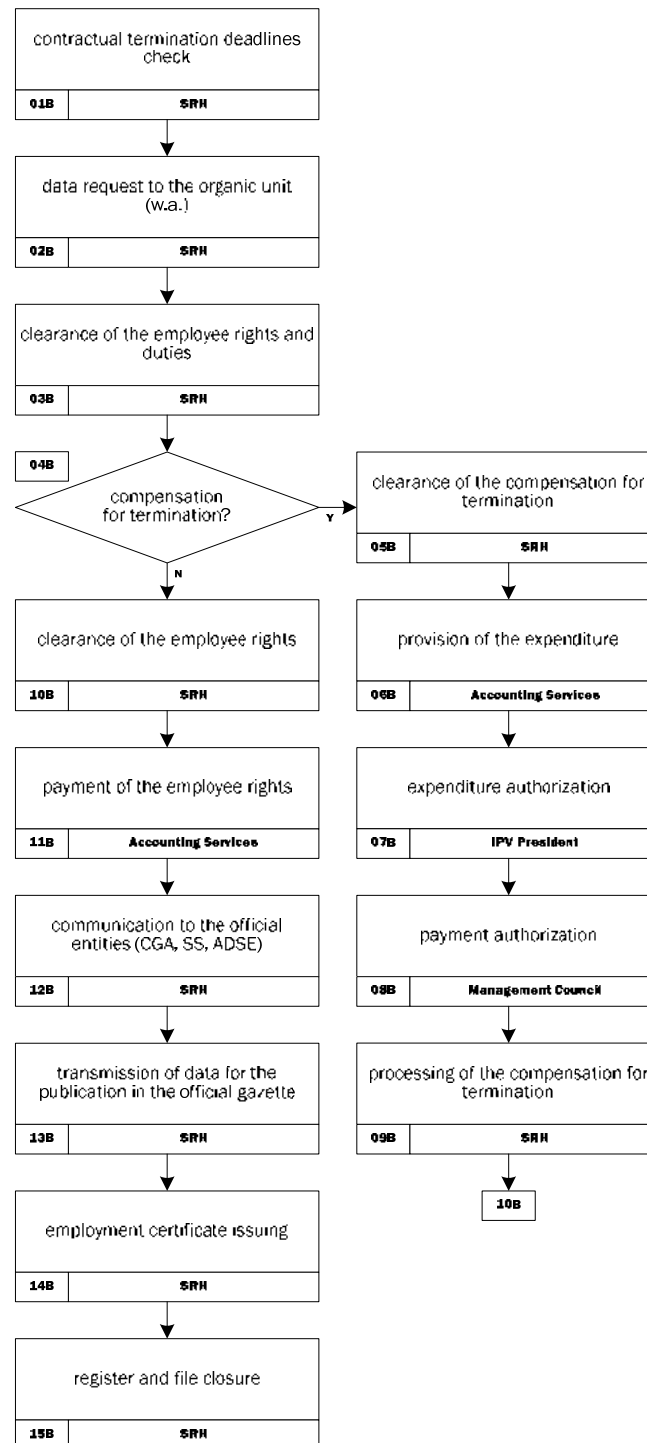 contractual termination deadlines
check
01B SRH
data request to the organic unit
(w.a.)
02B SRH
clearance of the employee rights and
duties
03B SRH
04B
compensation
for termination?
Y
N
clearance of the compensation for
termination
05B SRH
provision of the expenditure
06B Accounting Services
expenditure authorization
07B IPV President
payment authorization
08B Management Council
processing of the compensation for
termination
09B SRH
10B
clearance of the employee rights
10B SRH
payment of the employee rights
11B Accounting Services
communication to the official
entities (CGA, SS, ADSE)
12B SRH
transmission of data for the
publication in the official gazette
13B SRH
employment certificate issuing
14B SRH
register and file closure
15B SRH